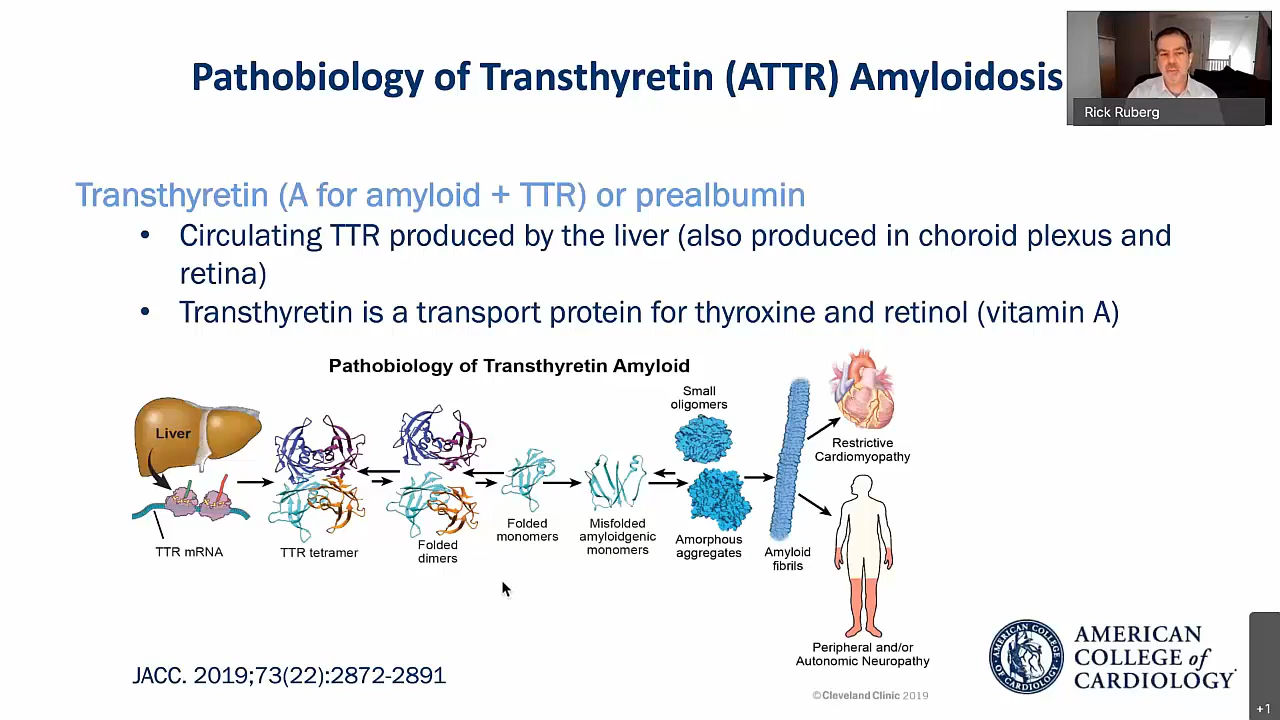 Pathobiology of Transthyretin (ATTR) Amyloidosis
Rick Ruberg
Transthyretin (A for amyloid + TTR) or prealbumin
• Circulating TTR produced by the liver (also produced in choroid plexus and
retina)
• Transthyretin is a transport protein for thyroxine and retinol (vitamin A)
Pathobiology of Transthyretin Amyloid
Liver
TTR mRNA
TTR tetramer
Folded
dimers
Folded
monomers
Misfolded
amyloidgenic
monomers
Small
oligomers
Amorphous
aggregates
Amyloid
fibrils
Restrictive
Cardiomyopathy
Peripheral and/or
Autonomic Neuropathy
©Cleveland Clinic 2019
JACC. 2019;73(22):2872-2891
AMERICAN COLLEGE OF CARDIOLOGY
AMERICAN
COLLEGE of
CARDIOLOGY
+1